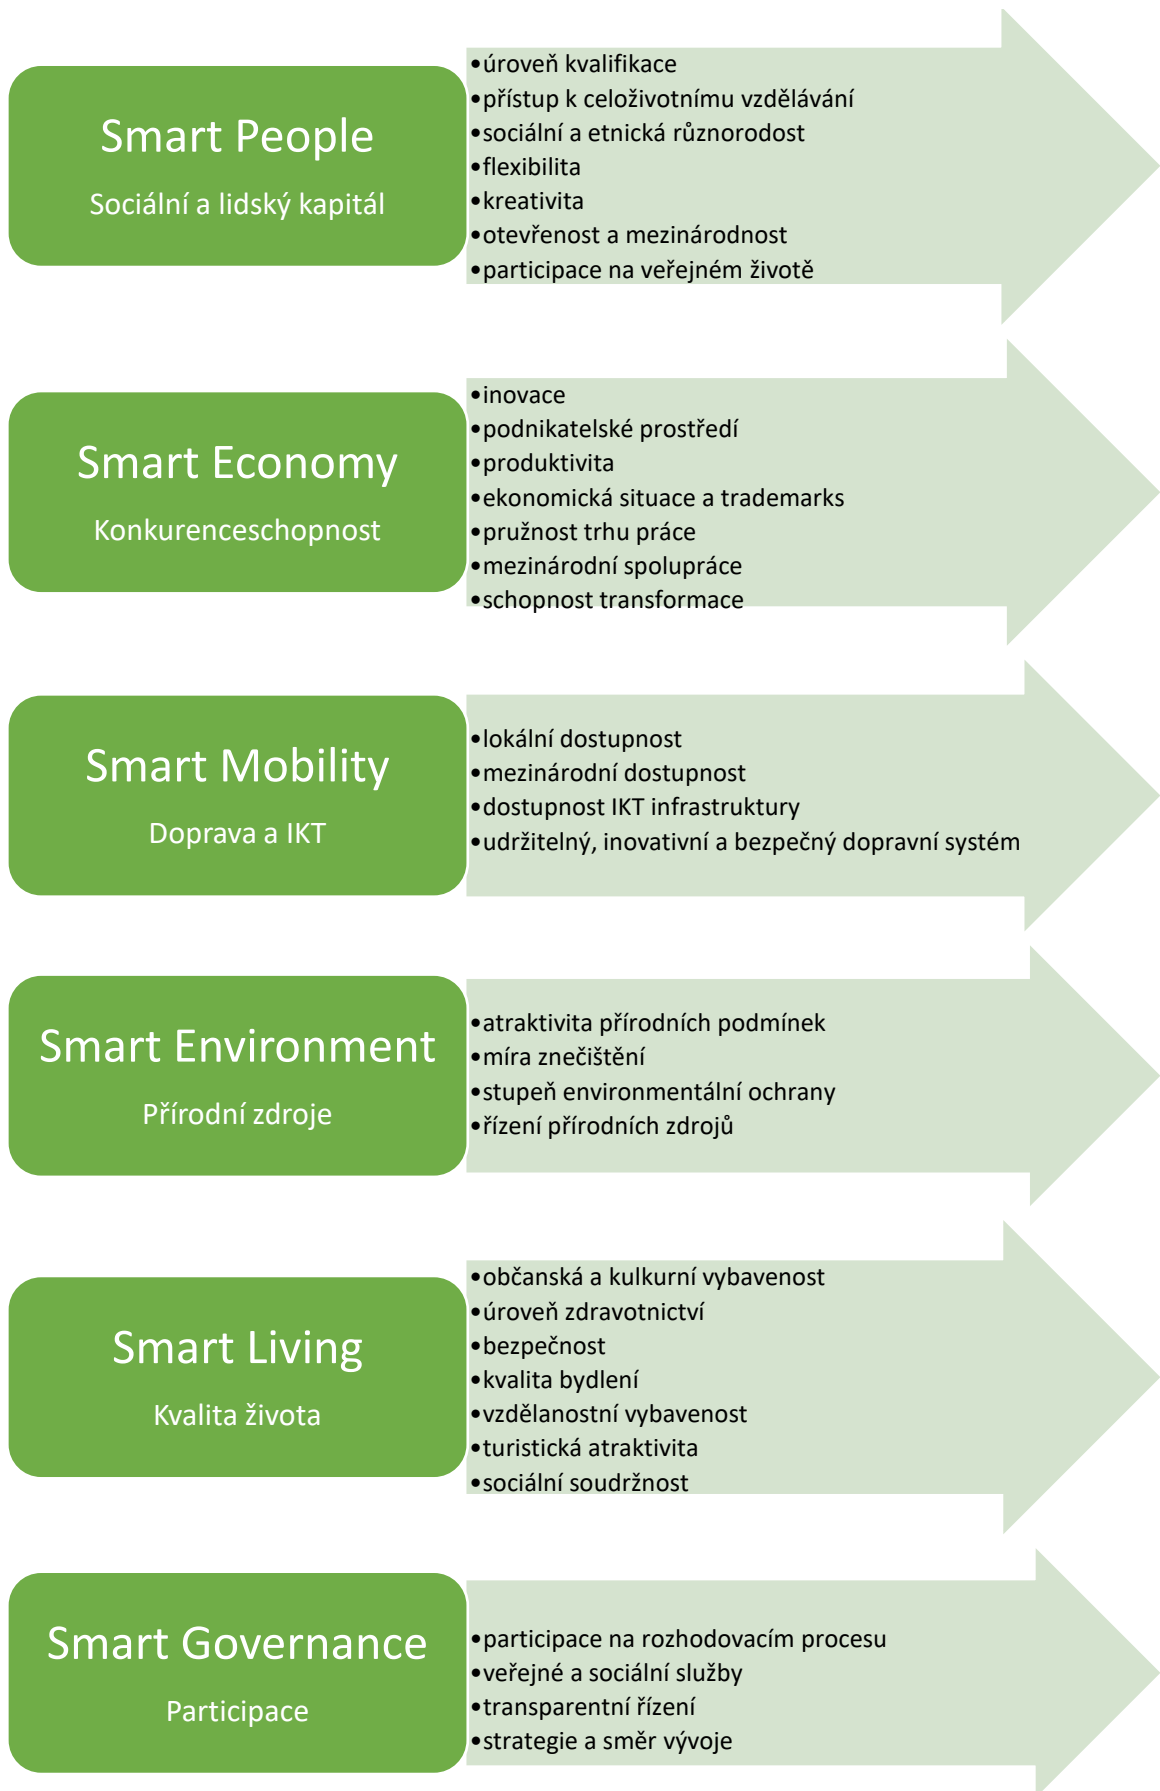 Smart People
Sociální a lidský kapitál
•úroveň kvalifikace
•přístup k celoživotnímu vzdělávání
•sociální a etnická různorodost
•flexibilita
•kreativita
•otevřenost a mezinárodnost
•participace na veřejném životě
Smart Economy
Konkurenceschopnost
•inovace
•podnikatelské prostředí
•produktivita
•ekonomická situace a trademarks
•pružnost trhu práce
•mezinárodní spolupráce
•schopnost transformace
Smart Mobility
Doprava a IKT
•lokální dostupnost
•mezinárodní dostupnost
•dostupnost IKT infrastruktury
•udržitelný, inovativní a bezpečný dopravní systém
Smart Environment
Přírodní zdroje
•atraktivita přírodních podmínek
•míra znečištění
•stupeň environmentální ochrany
•řízení přírodních zdrojů
Smart Living
Kvalita života
•občanská a kulkurní vybavenost
•úroveň zdravotnictví
•bezpečnost
•kvalita bydlení
•vzdělanostní vybavenost
•turistická atraktivita
•sociální soudržnost
Smart Governance
Participace
•participace na rozhodovacím procesu
•veřejné a sociální služby
•transparentní řízení
•strategie a směr vývoje